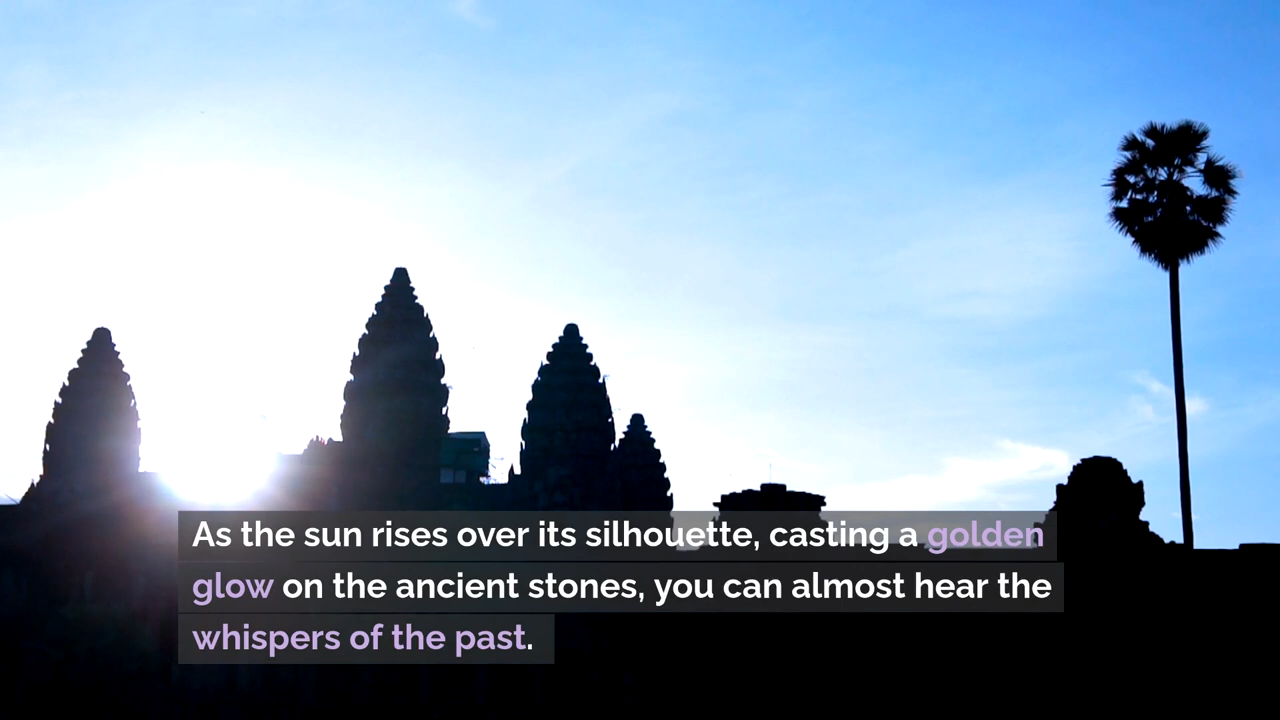 As the sun rises over its silhouette, casting a golden
glow on the ancient stones, you can almost hear the
whispers of the past.